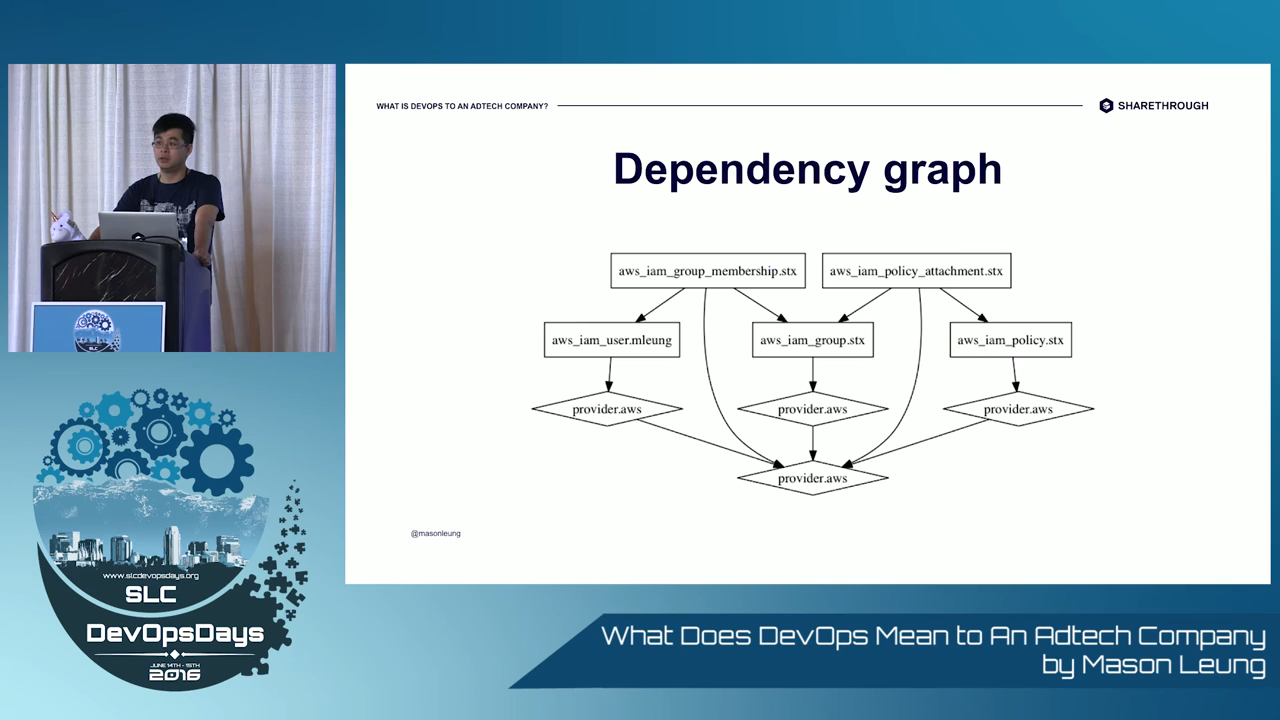 WHAT IS DEVOPS TO AN ADTECH COMPANY?
SHARETHROUGH
Dependency graph
aws_iam_group_membership.stx
aws_iam_policy_attachment.stx
aws_iam_user.mleung
aws_iam_group.stx
aws_iam_policy.stx
provider.aws
provider.aws
provider.aws
provider.aws
@masonleung
SLC
www.slcdevopsdays.org
SLC
DevOpsDays
JUNE 14TH - 15TH
2016
What Does DevOps Mean to An Adtech Company
by Mason Leung